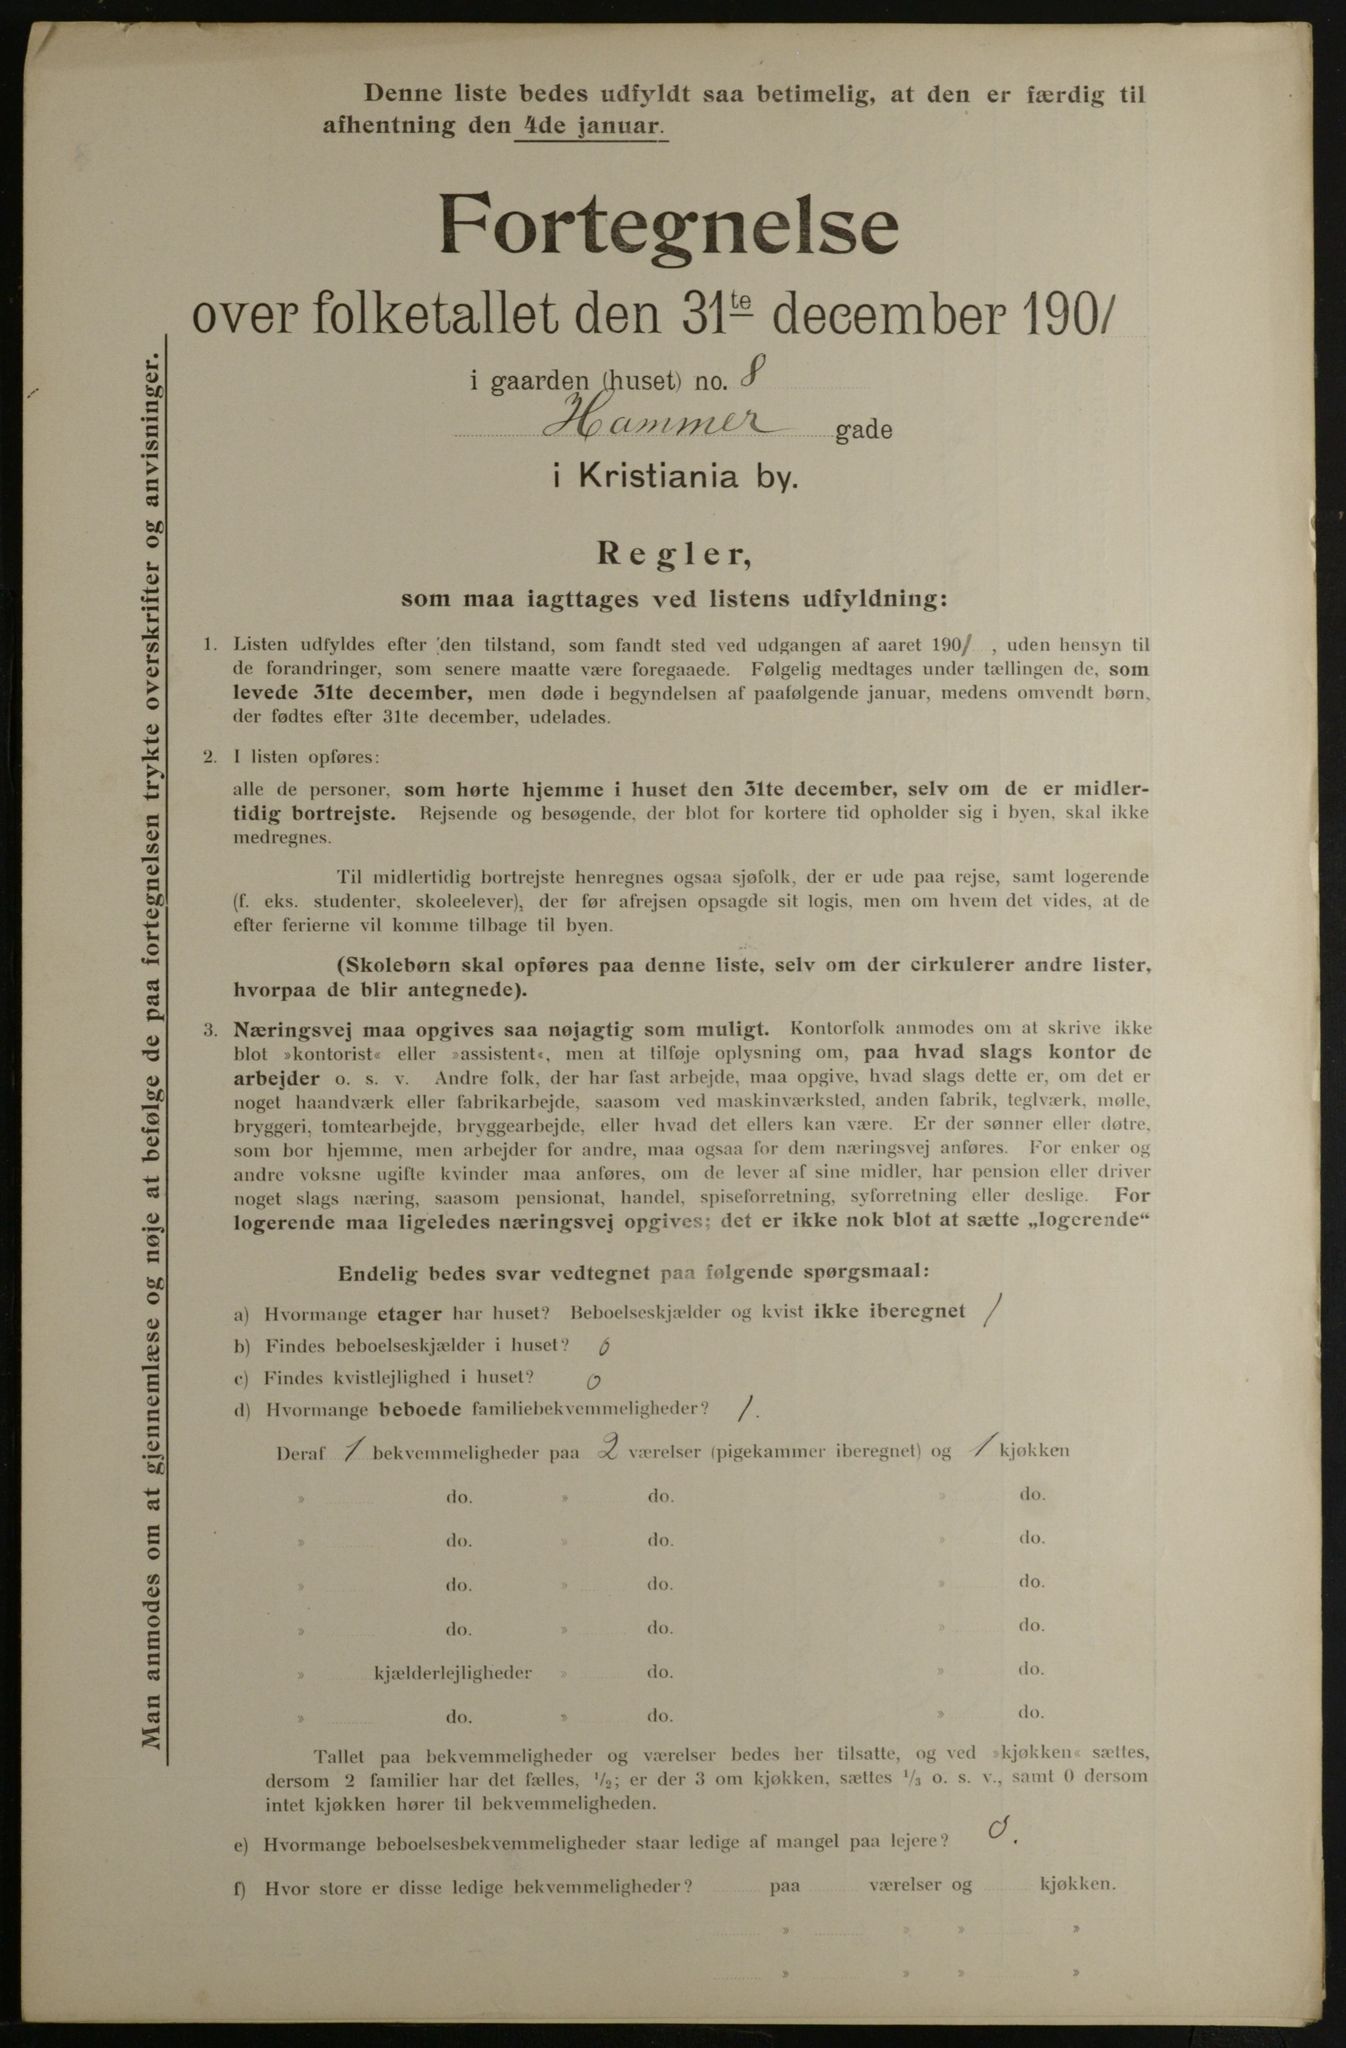 Denne liste bedes udfyldt saa betimelig, at den er færdig til
afhentning den 4de januar.
Fortegnelse
over folketallet den 31te december 1901
i gaarden (huset) no. 8
Hammer gade
i Kristiania by.
Regler,
som maa iagttages ved listens udfyldning:
1. Listen udfyldes efter den tilstand, som fandt sted ved udgangen af aaret 1901, uden hensyn til
de forandringer, som senere maatte være foregaaede. Følgelig medtages under tællingen de, som
levede 31te december, men døde i begyndelsen af paafølgende januar, medens omvendt børn,
der fødtes efter 31te december, udelades.
2. I listen opføres:
alle de personer, som hørte hjemme i huset den 31te december, selv om de er midler-
tidig bortrejste. Rejsende og besøgende, der blot for kortere tid opholder sig i byen, skal ikke
medregnes.
Til midlertidig bortrejste henregnes ogsaa sjøfolk, der er ude paa rejse, samt logerende
(f. eks. studenter, skoleelever), der før afrejsen opsagde sit logis, men om hvem det vides, at de
efter ferierne vil komme tilbage til byen.
(Skolebørn skal opføres paa denne liste, selv om der cirkulerer andre lister,
hvorpaa de blir antegnede).
3. Næringsvej maa opgives saa nøjagtig som muligt. Kontorfolk anmodes om at skrive ikke
blot »kontorist« eller »assistent«, men at tilføje oplysning om, paa hvad slags kontor de
arbejder o. s. v. Andre folk, der har fast arbejde, maa opgive, hvad slags dette er, om det er
noget haandværk eller fabrikarbejde, saasom ved maskinværksted, anden fabrik, teglværk, mølle,
bryggeri, tomtearbejde, bryggearbejde, eller hvad det ellers kan være. Er der sønner eller døtre,
som bor hjemme, men arbejder for andre, maa ogsaa for dem næringsvej anføres. For enker og
andre voksne ugifte kvinder maa anføres, om de lever af sine midler, har pension eller driver
noget slags næring, saasom pensionat, handel, spiseforretning, syforretning eller deslige. For
logerende maa ligeledes næringsvej opgives; det er ikke nok blot at sætte „logerende“
Endelig bedes svar vedtegnet paa følgende spørgsmaal:
a) Hvormange etager har huset? Beboelseskjælder og kvist ikke iberegnet 1
b) Findes beboelseskjælder i huset? 0
c) Findes kvistlejlighed i huset? 0
d) Hvormange beboede familiebekvemmeligheder? 1.
Deraf 1 bekvemmeligheder paa 2 værelser (pigekammer iberegnet) og 1 kjøkken
» do. » do. » do.
» do. » do. » do.
» do. » do. » do.
» do. » do. » do.
» kjælderlejligheder » do. » do.
» do. » do. » do.
Tallet paa bekvemmeligheder og værelser bedes her tilsatte, og ved »kjøkken« sættes,
dersom 2 familier har det fælles, 1/2; er der 3 om kjøkken, sættes 1/3 o. s. v., samt 0 dersom
intet kjøkken hører til bekvemmeligheden.
e) Hvormange beboelsesbekvemmeligheder staar ledige af mangel paa lejere? 0.
f) Hvor store er disse ledige bekvemmeligheder? paa værelser og kjøkken.
» » » »
» » » »
Man anmodes om at gjennemlæse og nøje at befølge de paa fortegnelsen trykte overskrifter og anvisninger.